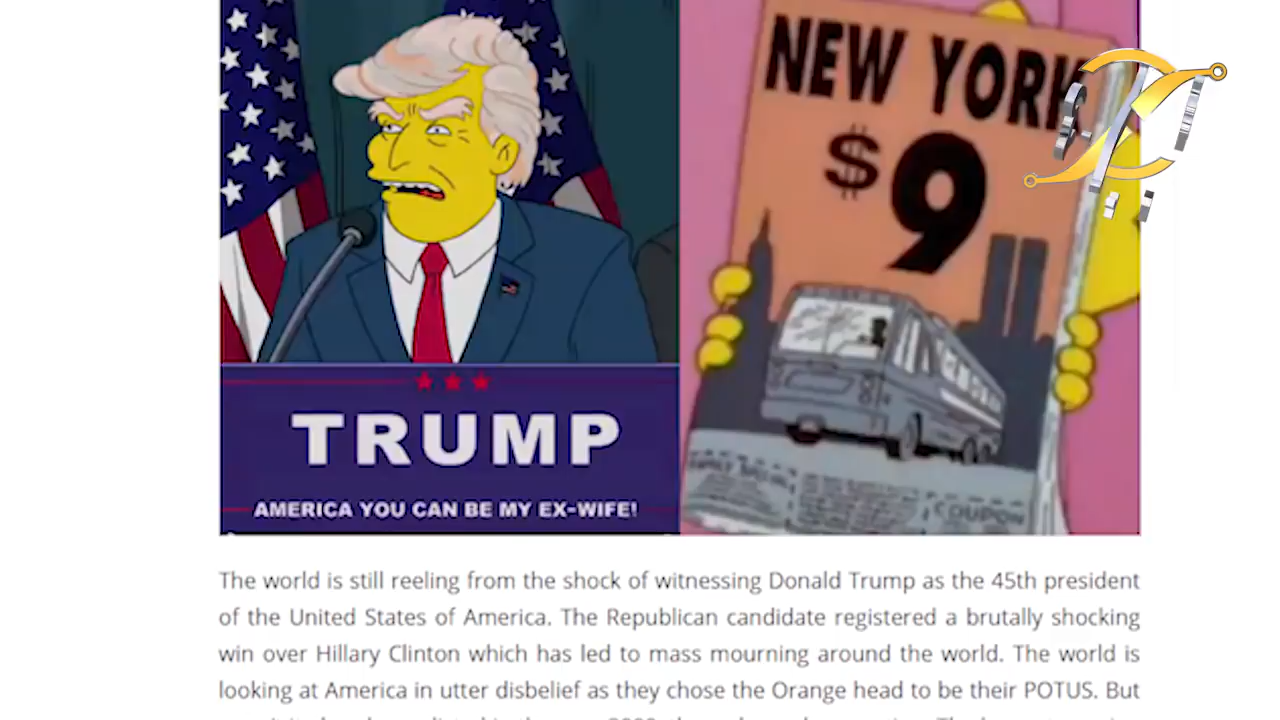 NEW YORK
$9
TRUMP
AMERICA YOU CAN BE MY EX-WIFE!
FAMILY SPECIAL
COUPON
The world is still reeling from the shock of witnessing Donald Trump as the 45th president
of the United States of America. The Republican candidate registered a brutally shocking
win over Hillary Clinton which has led to mass mourning around the world. The world is
looking at America in utter disbelief as they chose the Orange head to be their POTUS. But